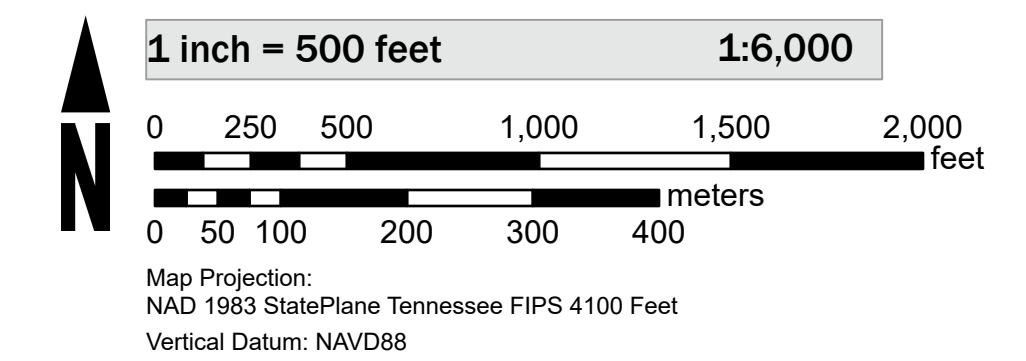 1 inch = 500 feet 1:6,000
0 250 500 1,000 1,500 2,000
feet
N
meters
0 50 100 200 300 400
Map Projection:
NAD 1983 StatePlane Tennessee FIPS 4100 Feet
Vertical Datum: NAVD88